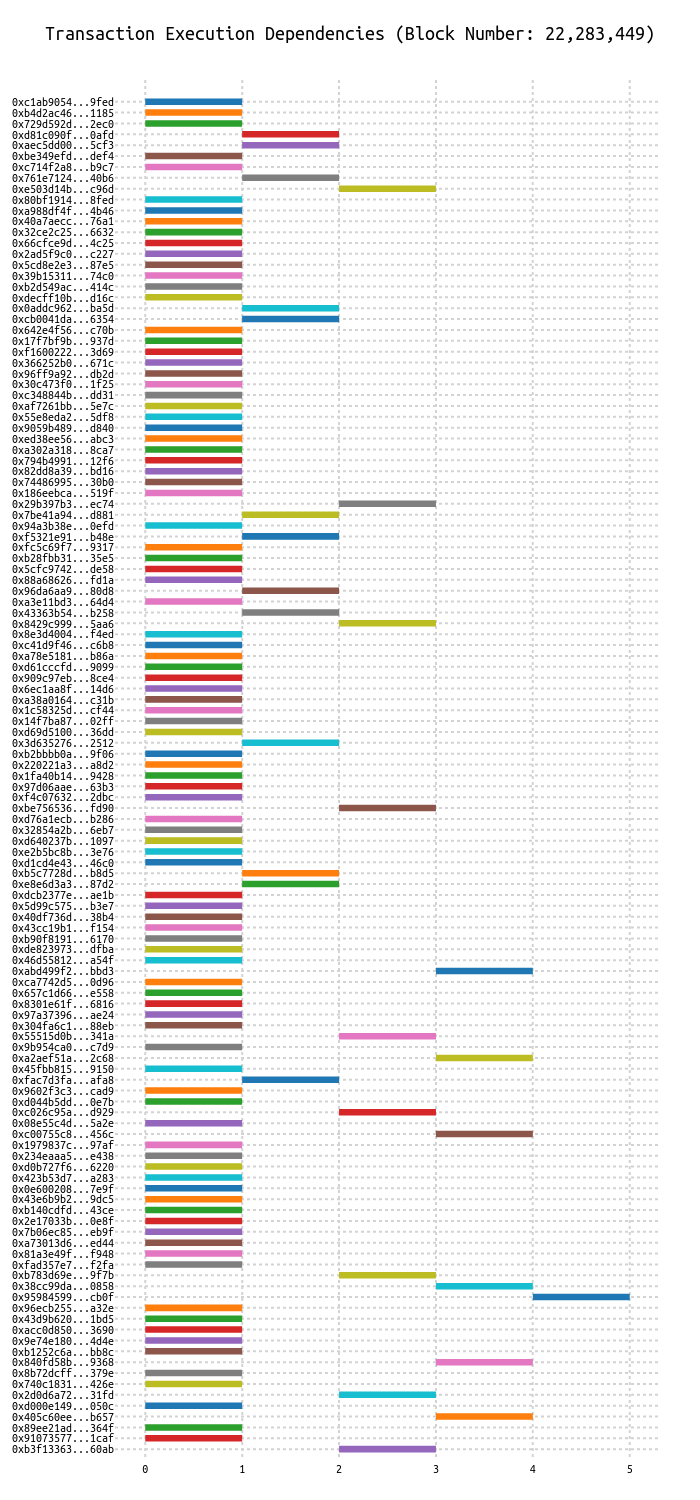 Transaction Execution Dependencies (Block Number: 22,283,449)
0xc1ab9054...9fed
0xb4d2ac46...1185
0x729d592d...2ec0
0xd81c090f...0afd
0xaec5dd00...5cf3
0xbe349efd...def4
0xc714f2a8...b9c7
0x761e7124...40b6
0xe503d14b...c96d
0x80bf1914...8fed
0xa988df4f...4b46
0x40a7aecc...76a1
0x32ce2c25...6632
0x66cfce9d...4c25
0x2ad5f9c0...c227
0x5cd8e2e3...87e5
0x39b15311...74c0
0xb2d549ac...414c
0xdecff10b...d16c
0x0addc962...ba5d
0xcb0041da...6354
0x642e4f56...c70b
0x17f7bf9b...937d
0xf1600222...3d69
0x366252b0...671c
0x96ff9a92...db2d
0x30c473f0...1f25
0xc348844b...dd31
0xaf7261bb...5e7c
0x55e8eda2...5df8
0x9059b489...d840
0xed38ee56...abc3
0xa302a318...8ca7
0x794b4991...12f6
0x82dd8a39...bd16
0x74486995...30b0
0x186eebca...519f
0x29b397b3...ec74
0x7be41a94...d881
0x94a3b38e...0efd
0xf5321e91...b48e
0xfc5c69f7...9317
0xb28fbb31...35e5
0x5cfc9742...de58
0x88a68626...fd1a
0x96da6aa9...80d8
0xa3e11bd3...64d4
0x43363b54...b258
0x8429c999...5aa6
0x8e3d4004...f4ed
0xc41d9f46...c6b8
0xa78e5181...b86a
0xd61cccfd...9099
0x909c97eb...8ce4
0x6ec1aa8f...14d6
0xa38a0164...c31b
0x1c58325d...cf44
0x14f7ba87...02ff
0xd69d5100...36dd
0x3d635276...2512
0xb2bbbb0a...9f06
0x220221a3...a8d2
0x1fa40b14...9428
0x97d06aae...63b3
0xf4c07632...2dbc
0xbe756536...fd90
0xd76a1ecb...b286
0x32854a2b...6eb7
0xd640237b...1097
0xe2b5bc8b...3e76
0xd1cd4e43...46c0
0xb5c7728d...b8d5
0xe8e6d3a3...87d2
0xdcb2377e...ae1b
0x5d99c575...b3e7
0x40df736d...38b4
0x43cc19b1...f154
0xb90f8191...6170
0xde823973...dfba
0x46d55812...a54f
0xabd499f2...bbd3
0xca7742d5...0d96
0x657c1d66...e558
0x8301e61f...6816
0x97a37396...ae24
0x304fa6c1...88eb
0x55515d0b...341a
0x9b954ca0...c7d9
0xa2aef51a...2c68
0x45fbb815...9150
0xfac7d3fa...afa8
0x9602f3c3...cad9
0xd044b5dd...0e7b
0xc026c95a...d929
0x08e55c4d...5a2e
0xc00755c8...456c
0x1979837c...97af
0x234eaaa5...e438
0xd0b727f6...6220
0x423b53d7...a283
0x0e600208...7e9f
0x43e6b9b2...9dc5
0xb140cdfd...43ce
0x2e17033b...0e8f
0x7b06ec85...eb9f
0xa73013d6...ed44
0x81a3e49f...f948
0xfad357e7...f2fa
0xb783d69e...9f7b
0x38cc99da...0858
0x95984599...cb0f
0x96ecb255...a32e
0x43d9b620...1bd5
0xacc0d850...3690
0x9e74e180...4d4e
0xb1252c6a...bb8c
0x840fd58b...9368
0x8b72dcff...379e
0x740c1831...426e
0x2d0d6a72...31fd
0xd000e149...050c
0x405c60ee...b657
0x89ee21ad...364f
0x91073577...1caf
0xb3f13363...60ab
0 1 2 3 4 5